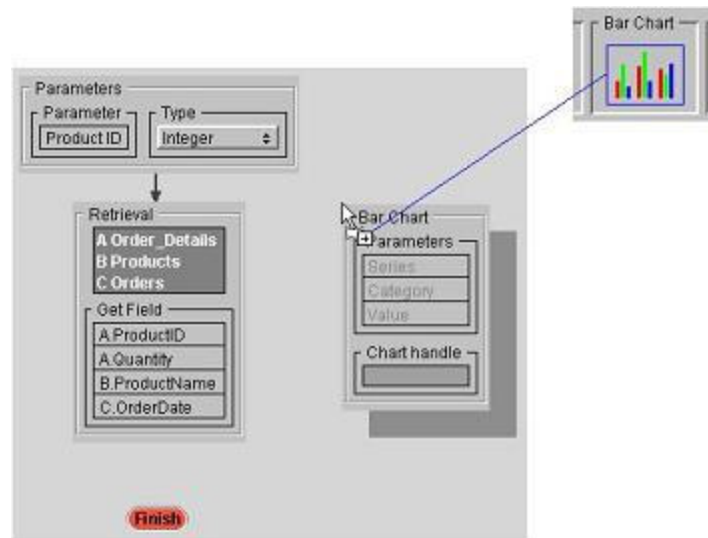 Bar Chart
Parameters
Parameter
Type
Product ID
Integer
Retrieval
A Order_Details
B Products
C Orders
Get Field
A.ProductID
A.Quantity
B.ProductName
C.OrderDate
Bar Chart
Parameters
Series
Category
Value
Chart handle
Finish